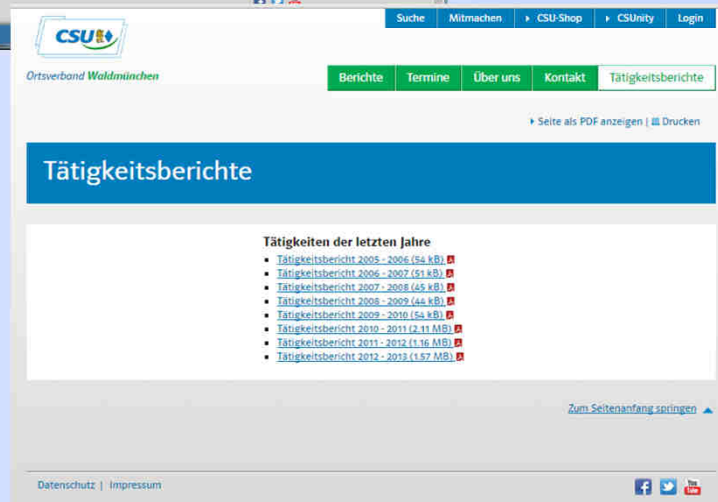 Suche Mitmachen CSU-Shop CSUnity Login
CSU
Ortsverband Waldmünchen
Berichte Termine Über uns Kontakt Tätigkeitsberichte
Seite als PDF anzeigen | Drucken
Tätigkeitsberichte
Tätigkeiten der letzten Jahre
Tätigkeitsbericht 2005 - 2006 (54 kB)
Tätigkeitsbericht 2006 - 2007 (51 kB)
Tätigkeitsbericht 2007 - 2008 (45 kB)
Tätigkeitsbericht 2008 - 2009 (44 kB)
Tätigkeitsbericht 2009 - 2010 (54 kB)
Tätigkeitsbericht 2010 - 2011 (2.11 MB)
Tätigkeitsbericht 2011 - 2012 (1.16 MB)
Tätigkeitsbericht 2012 - 2013 (1.57 MB)
Zum Seitenanfang springen
Datenschutz | Impressum
You Tube